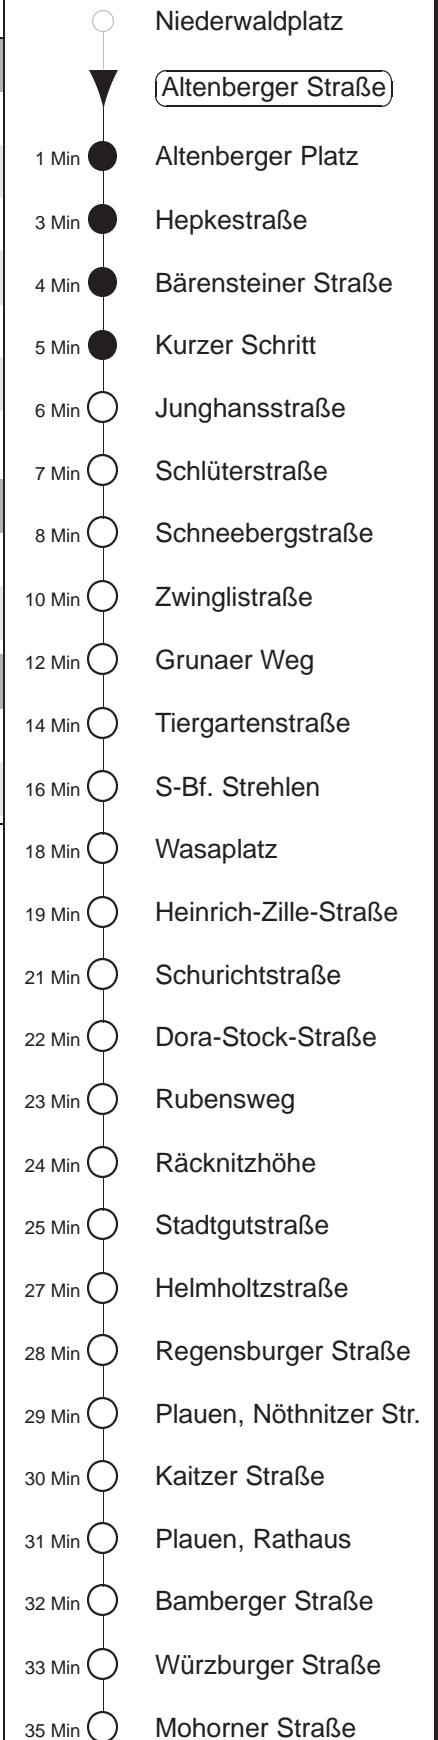 Niederwaldplatz
Altenberger Straße
1 Min Altenberger Platz
3 Min Hepkestraße
4 Min Bärensteiner Straße
5 Min Kurzer Schritt
6 Min Junghansstraße
7 Min Schlüterstraße
8 Min Schneebergstraße
10 Min Zwinglistraße
12 Min Grunaer Weg
14 Min Tiergartenstraße
16 Min S-Bf. Strehlen
18 Min Wasaplatz
19 Min Heinrich-Zille-Straße
21 Min Schurichtstraße
22 Min Dora-Stock-Straße
23 Min Rubensweg
24 Min Räcknitzhöhe
25 Min Stadtgutstraße
27 Min Helmholtzstraße
28 Min Regensburger Straße
29 Min Plauen, Nöthnitzer Str.
30 Min Kaitzer Straße
31 Min Plauen, Rathaus
32 Min Bamberger Straße
33 Min Würzburger Straße
35 Min Mohorner Straße